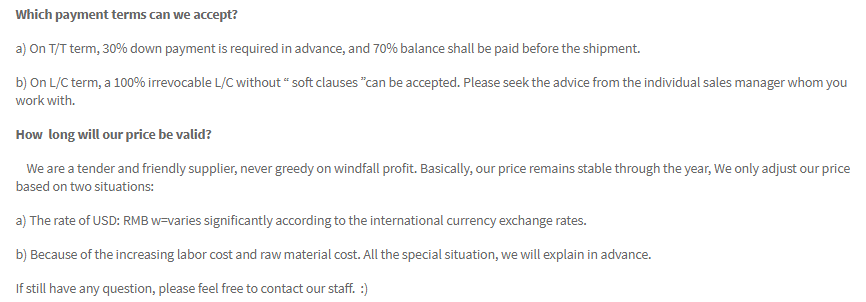 Which payment terms can we accept?
a) On T/T term, 30% down payment is required in advance, and 70% balance shall be paid before the shipment.
b) On L/C term, a 100% irrevocable L/C without “ soft clauses ”can be accepted. Please seek the advice from the individual sales manager whom you
work with.
How  long will our price be valid?
We are a tender and friendly supplier, never greedy on windfall profit. Basically, our price remains stable through the year, We only adjust our price
based on two situations:
a) The rate of USD: RMB w=varies significantly according to the international currency exchange rates.
b) Because of the increasing labor cost and raw material cost. All the special situation, we will explain in advance.
If still have any question, please feel free to contact our staff.  :)